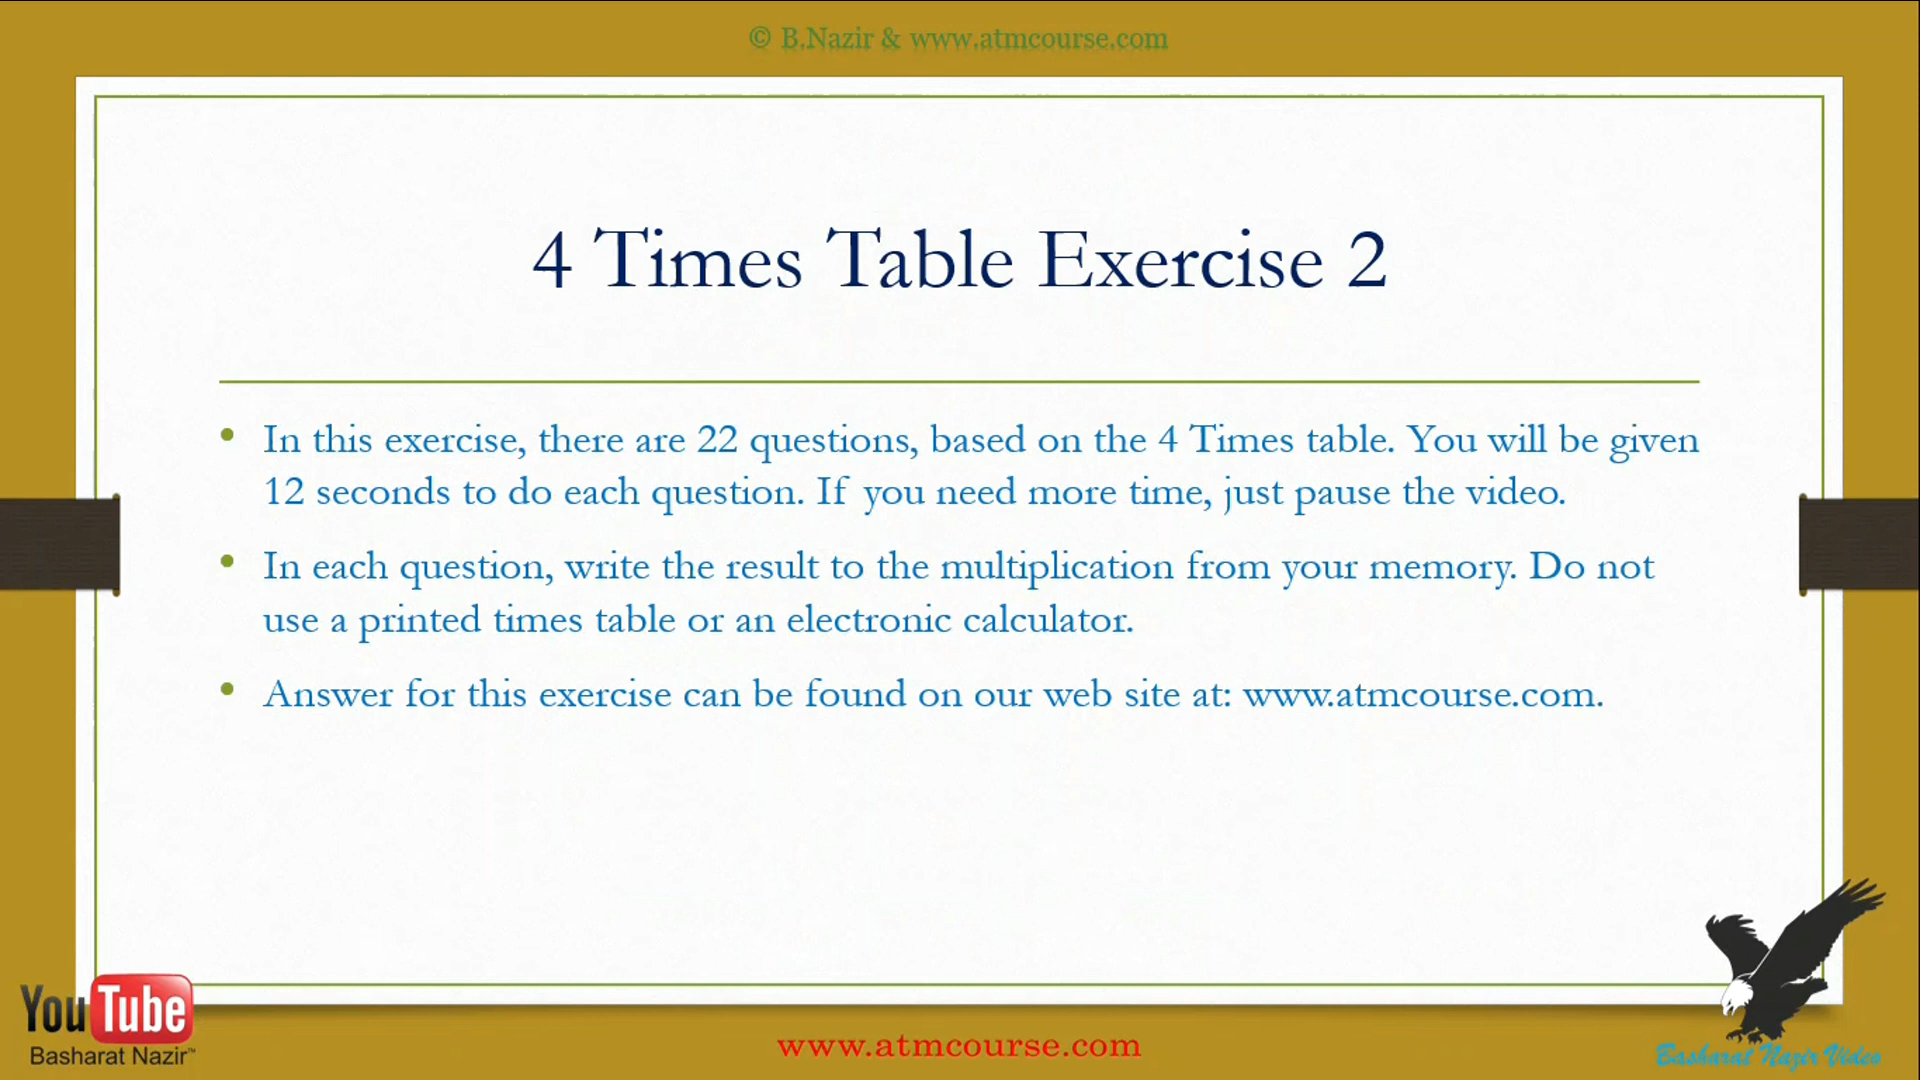 © B.Nazir & www.atmcourse.com
4 Times Table Exercise 2
• In this exercise, there are 22 questions, based on the 4 Times table. You will be given
12 seconds to do each question. If you need more time, just pause the video.
• In each question, write the result to the multiplication from your memory. Do not
use a printed times table or an electronic calculator.
• Answer for this exercise can be found on our web site at: www.atmcourse.com.
YouTube
Basharat Nazir™
www.atmcourse.com
Basharat Nazir Video